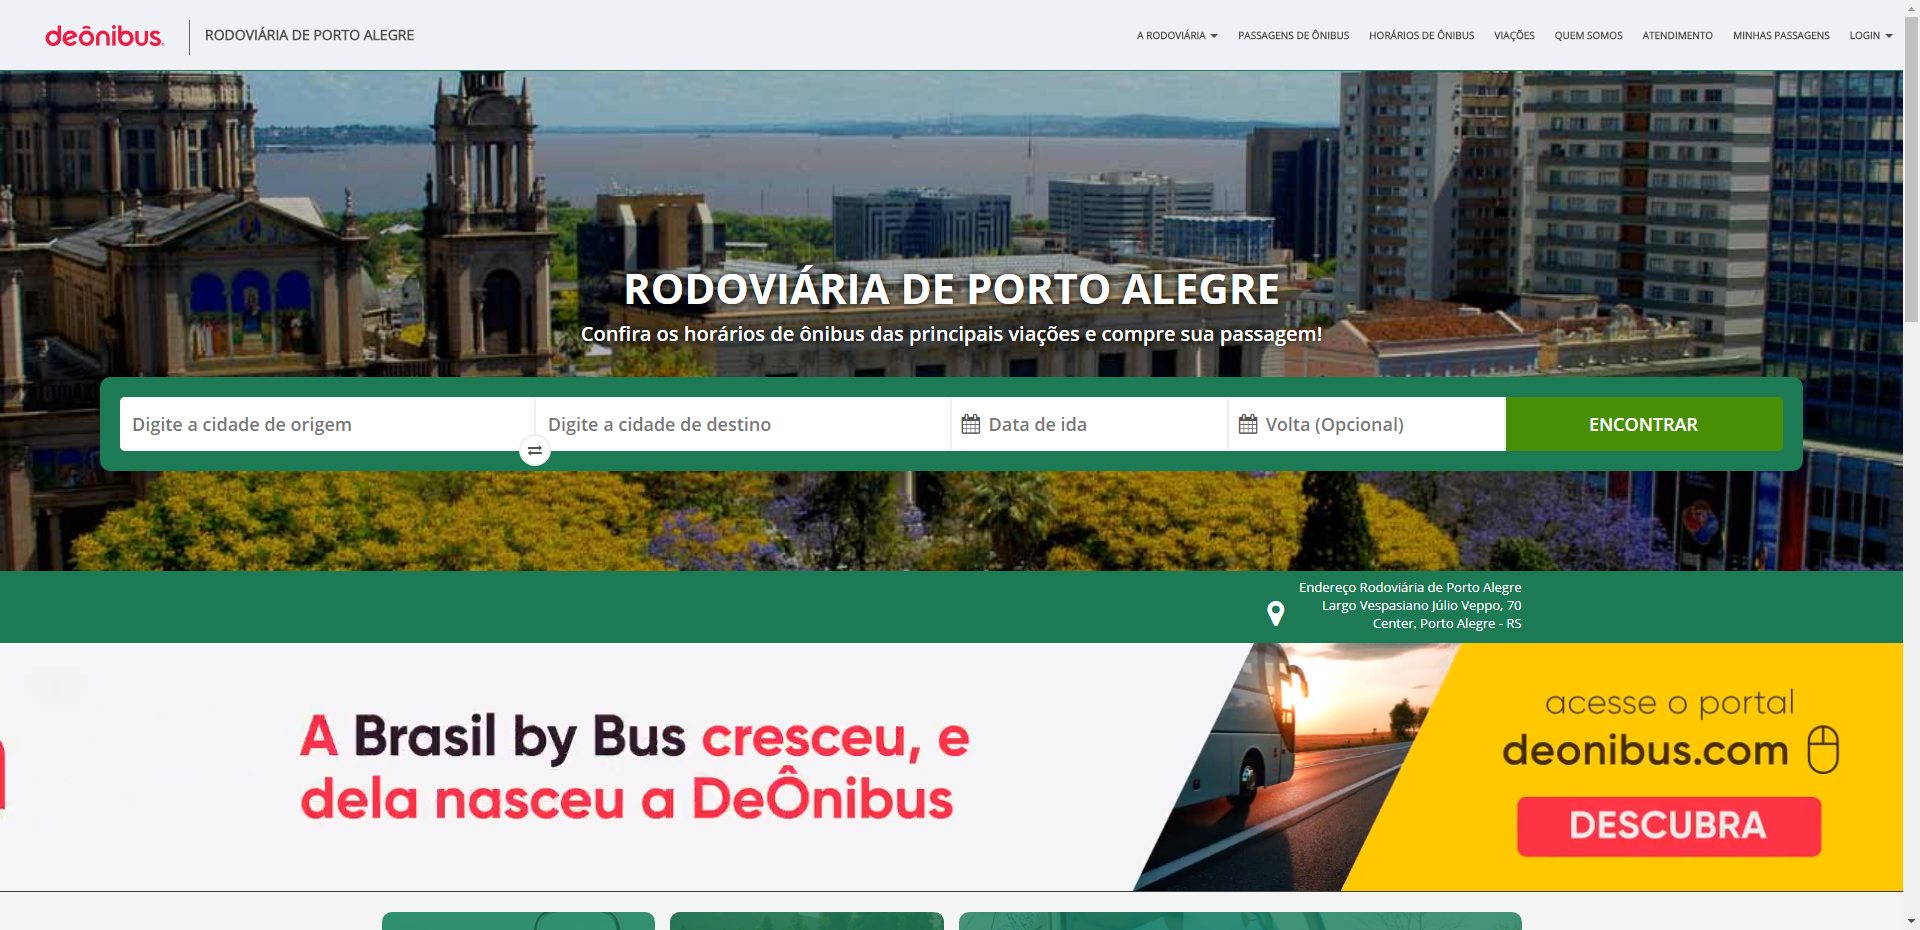 deônibus. RODOVIÁRIA DE PORTO ALEGRE
A RODOVIÁRIA PASSAGENS DE ÔNIBUS HORÁRIOS DE ÔNIBUS VIAÇÕES QUEM SOMOS ATENDIMENTO MINHAS PASSAGENS LOGIN
RODOVIÁRIA DE PORTO ALEGRE
Confira os horários de ônibus das principais viações e compre sua passagem!
Digite a cidade de origem
Digite a cidade de destino
Data de ida
Volta (Opcional)
ENCONTRAR
Endereço Rodoviária de Porto Alegre
Largo Vespasiano Júlio Veppo, 70
Center, Porto Alegre - RS
A Brasil by Bus cresceu, e
dela nasceu a DeÔnibus
acesse o portal
deonibus.com
DESCUBRA